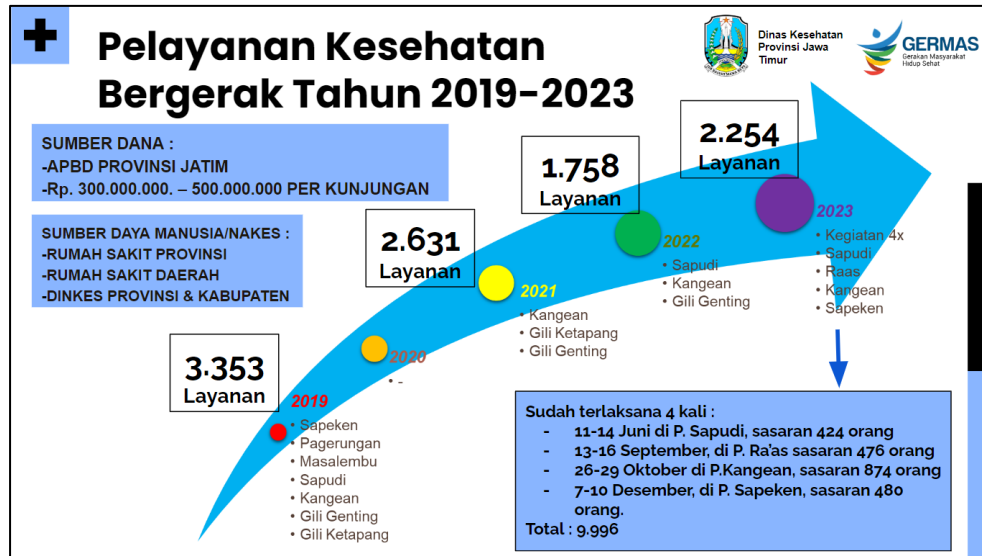 Pelayanan Kesehatan
Bergerak Tahun 2019-2023
Dinas Kesehatan
Provinsi Jawa
Timur
GERMAS
Gerakan Masyarakat
Hidup Sehat
SUMBER DANA :
-APBD PROVINSI JATIM
-Rp. 300.000.000. – 500.000.000 PER KUNJUNGAN
SUMBER DAYA MANUSIA/NAKES :
-RUMAH SAKIT PROVINSI
-RUMAH SAKIT DAERAH
-DINKES PROVINSI & KABUPATEN
3.353
Layanan
2019
• Sapeken
• Pagerungan
• Masalembu
• Sapudi
• Kangean
• Gili Genting
• Gili Ketapang
2020
• -
2.631
Layanan
2021
• Kangean
• Gili Ketapang
• Gili Genting
1.758
Layanan
2022
• Sapudi
• Kangean
• Gili Genting
2.254
Layanan
2023
• Kegiatan 4x
• Sapudi
• Raas
• Kangean
• Sapeken
Sudah terlaksana 4 kali :
- 11-14 Juni di P. Sapudi, sasaran 424 orang
- 13-16 September, di P. Ra'as sasaran 476 orang
- 26-29 Oktober di P.Kangean, sasaran 874 orang
- 7-10 Desember, di P. Sapeken, sasaran 480
orang.
Total : 9.996